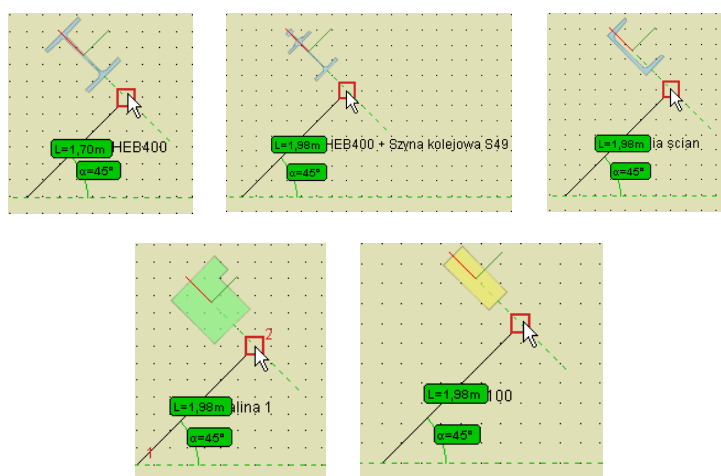 L=1,70m HEB400
α=45°
L=1,98m HEB400 + Szyna kolejowa S49
α=45°
L=1,98m ia ścian
α=45°
2
L=1,98m alina 1
α=45°
1
L=1,98m 100
α=45°